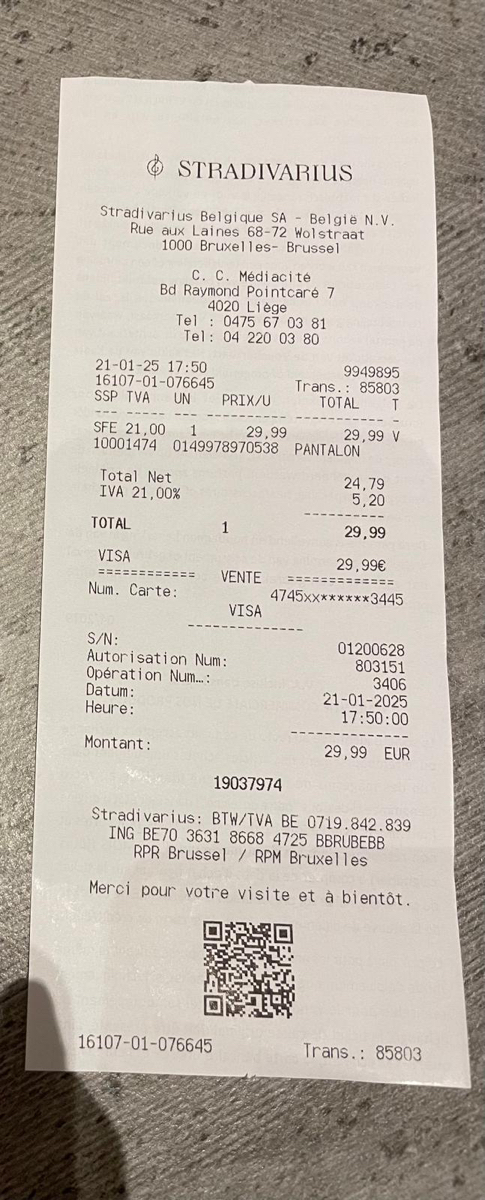 STRADIVARIUS
Stradivarius Belgique SA - België N.V.
Rue aux Laines 68-72 Wolstraat
1000 Bruxelles- Brussel
C. C. Médiacité
Bd Raymond Pointcaré 7
4020 Liège
Tel : 0475 67 03 81
Tel: 04 220 03 80
21-01-25 17:50 9949895
16107-01-076645 Trans.: 85803
SSP TVA UN PRIX/U TOTAL T
--- ----- --- --------- ----------- -
SFE 21,00 1 29,99 29,99 V
10001474 0149978970538 PANTALON
Total Net 24,79
IVA 21,00% 5,20
----------
TOTAL 1 29,99
VISA 29,99€
============ VENTE =============
Num. Carte: 4745xx******3445
VISA
--------------
S/N: 01200628
Autorisation Num: 803151
Opération Num…: 3406
Datum: 21-01-2025
Heure: 17:50:00
--------------
Montant: 29,99 EUR
19037974
Stradivarius: BTW/TVA BE 0719.842.839
ING BE70 3631 8668 4725 BBRUBEBB
RPR Brussel / RPM Bruxelles
Merci pour votre visite et à bientôt.
16107-01-076645 Trans.: 85803